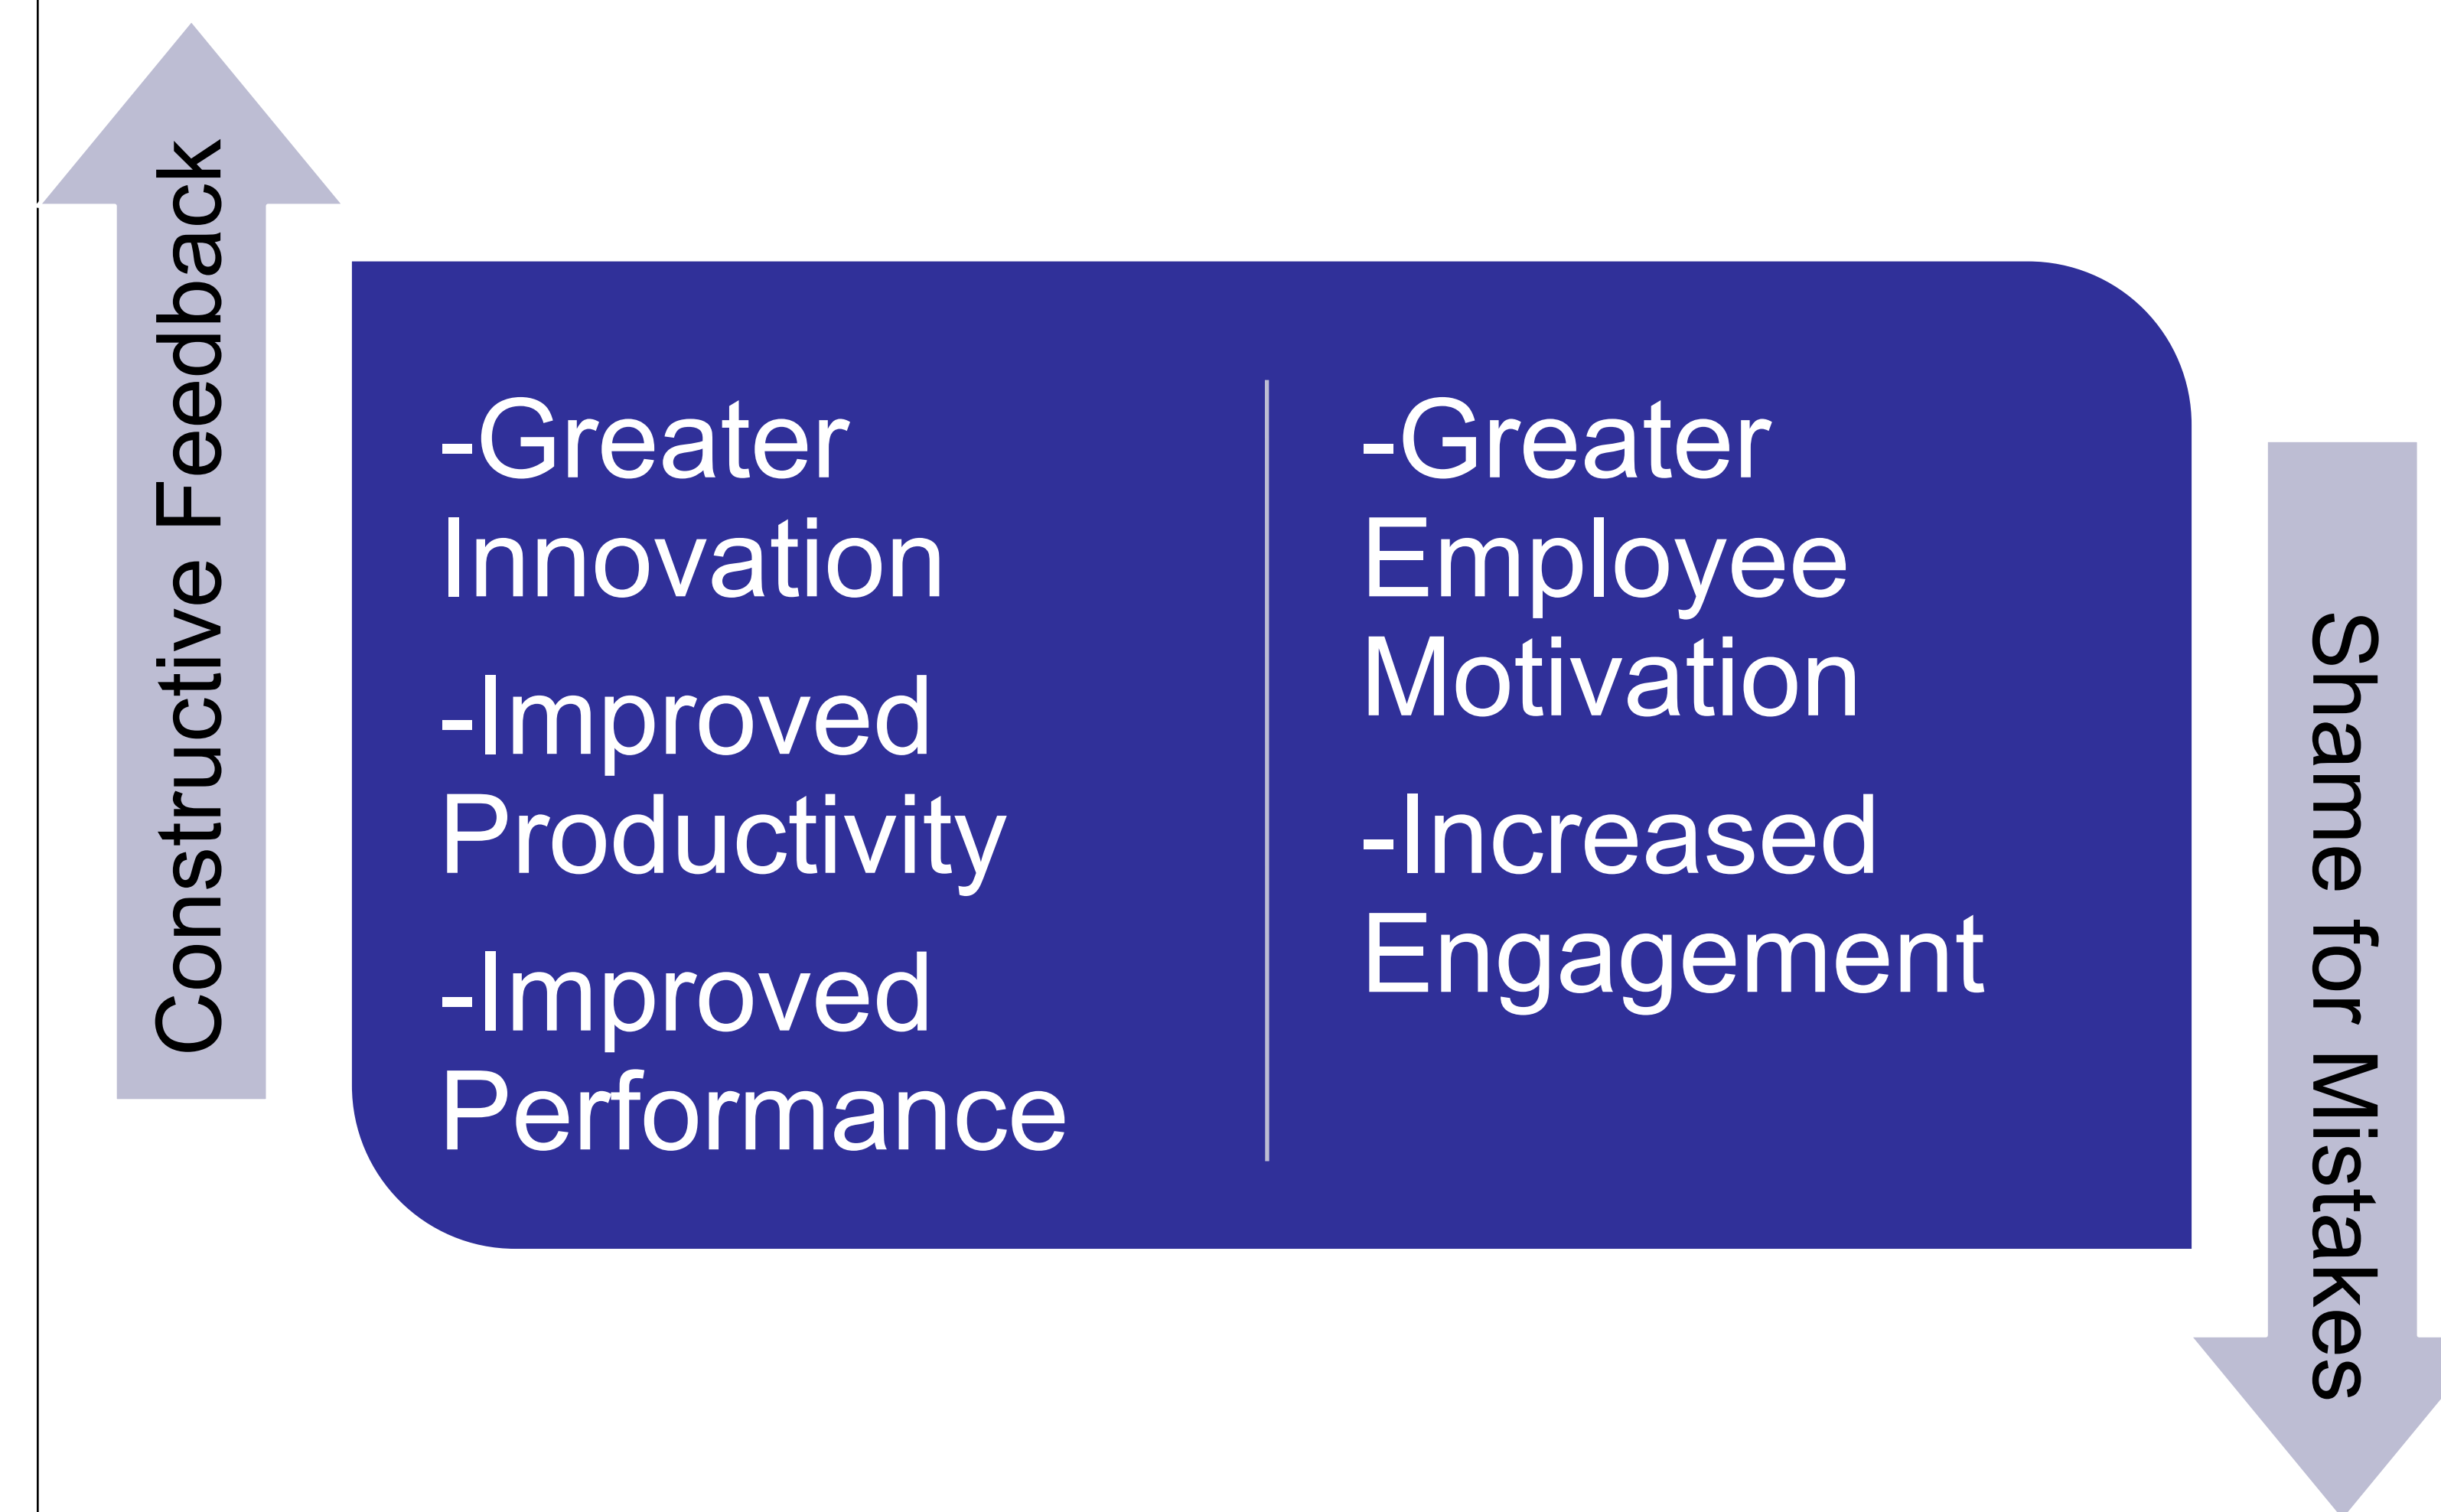 Constructive Feedback
-Greater
Innovation
-Improved
Productivity
-Improved
Performance
-Greater
Employee
Motivation
-Increased
Engagement
Shame for Mistakes